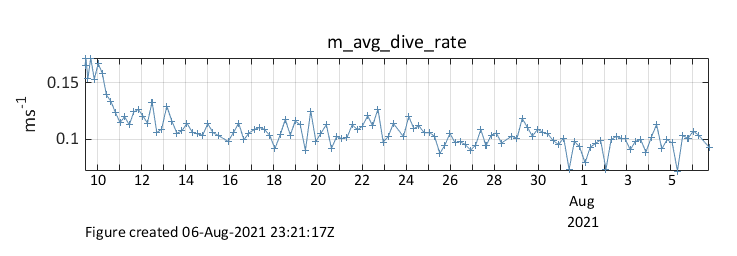 m_avg_dive_rate
ms-1
0.15
0.1
10 12 14 16 18 20 22 24 26 28 30 1 3 5
Aug
2021
Figure created 06-Aug-2021 23:21:17Z